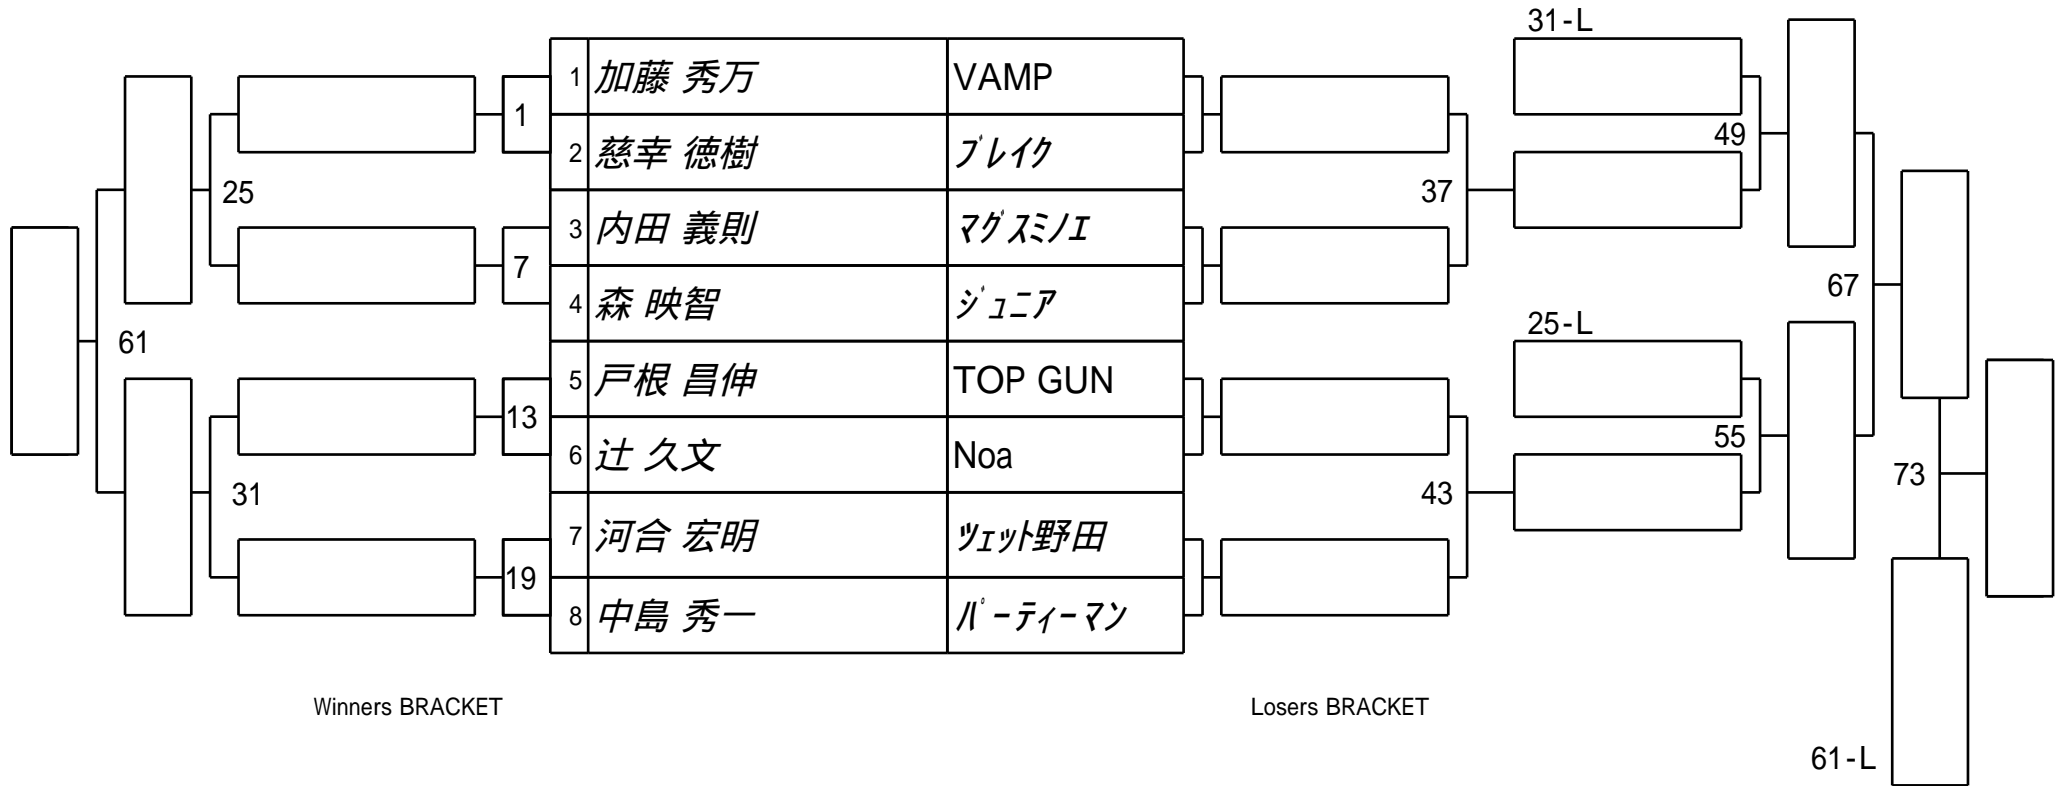 31-L
1 加藤 秀万 VAMP
1
2 慈幸 徳樹 ブレイク
49
25
37
3 内田 義則 マグスミノエ
7
4 森 映智 ジュニア
67
25-L
61
5 戸根 昌伸 TOP GUN
13
55
6 辻 久文 Noa
73
31
43
7 河合 宏明 ツェット野田
19
8 中島 秀一 パーティーマン
Winners BRACKET
Losers BRACKET
61-L